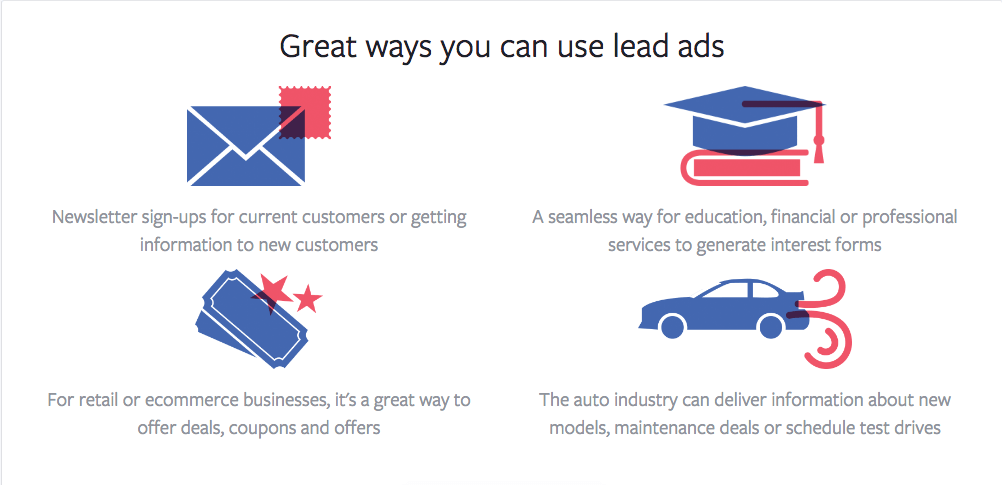 Great ways you can use lead ads
Newsletter sign-ups for current customers or getting
information to new customers
A seamless way for education, financial or professional
services to generate interest forms
For retail or ecommerce businesses, it's a great way to
offer deals, coupons and offers
The auto industry can deliver information about new
models, maintenance deals or schedule test drives